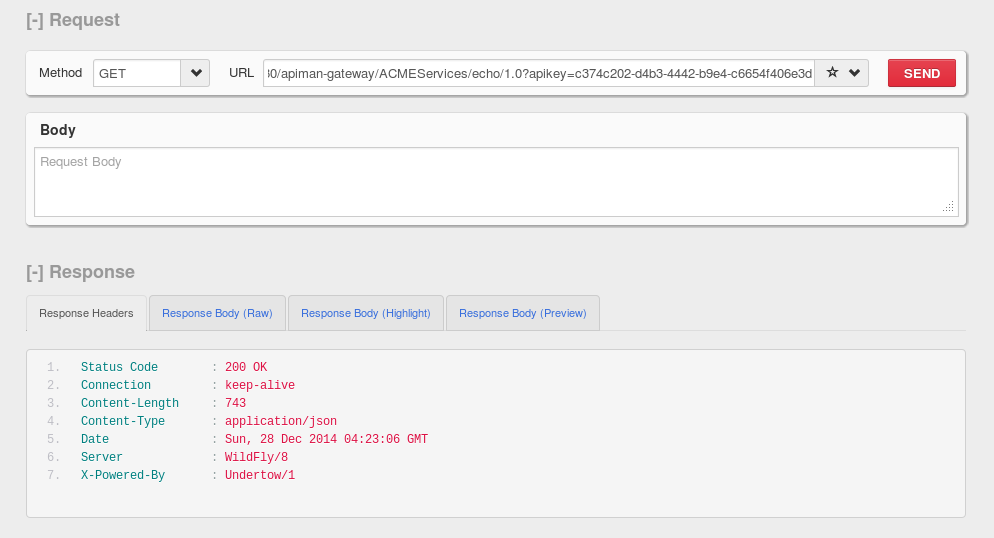 [-] Request
Method GET URL 30/apiman-gateway/ACMEServices/echo/1.0?apikey=c374c202-d4b3-4442-b9e4-c6654f406e3d SEND
Body
Request Body
[-] Response
Response Headers Response Body (Raw) Response Body (Highlight) Response Body (Preview)
1. Status Code : 200 OK
2. Connection : keep-alive
3. Content-Length : 743
4. Content-Type : application/json
5. Date : Sun, 28 Dec 2014 04:23:06 GMT
6. Server : WildFly/8
7. X-Powered-By : Undertow/1